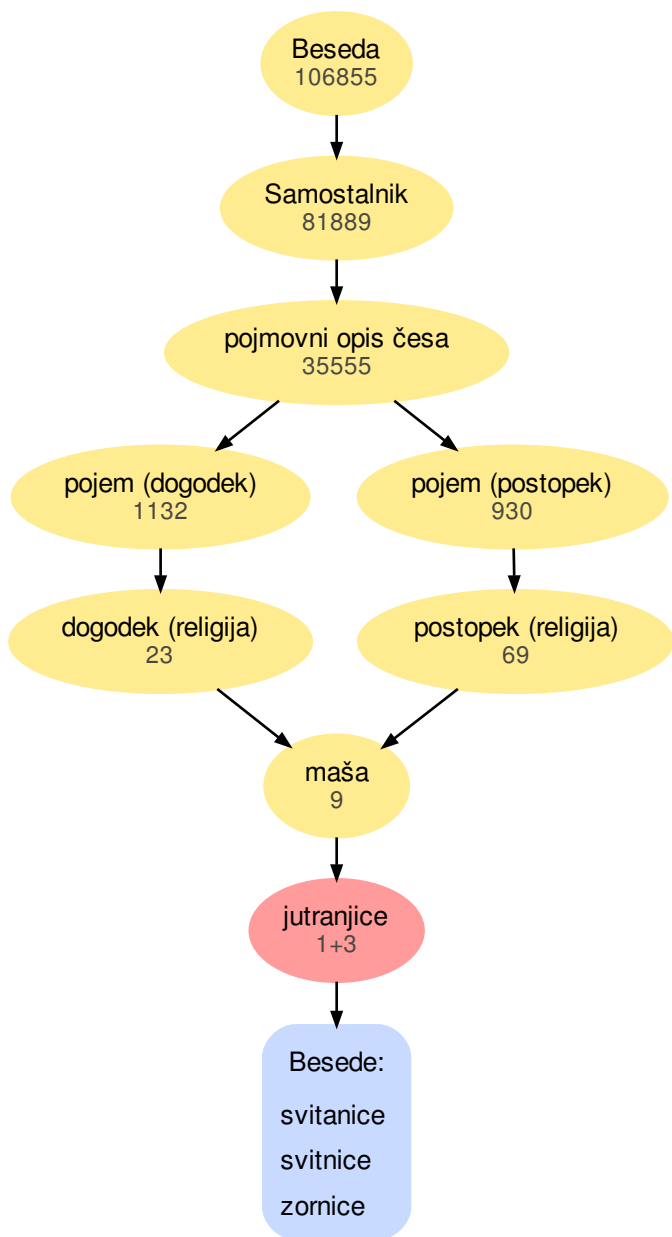 Beseda
106855
Samostalnik
81889
pojmovni opis česa
35555
pojem (dogodek)
1132
pojem (postopek)
930
dogodek (religija)
23
postopek (religija)
69
maša
9
jutranjice
1+3
Besede:
svitanice
svitnice
zornice